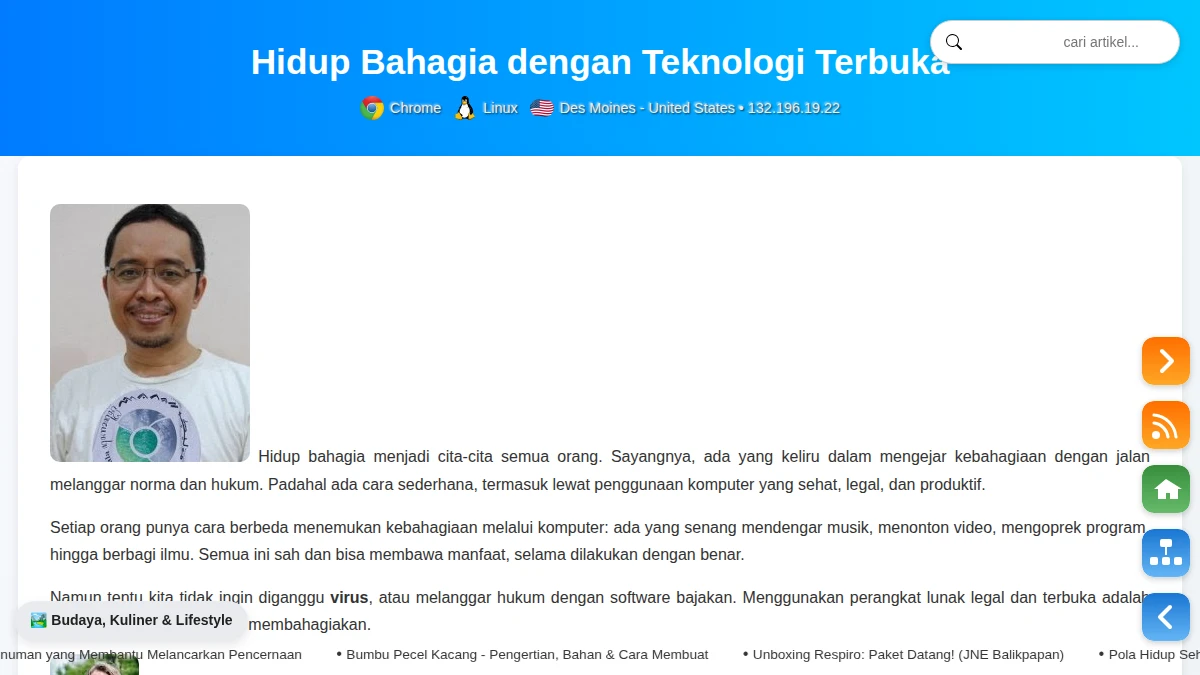 Hidup Bahagia dengan Teknologi Terbuka
cari artikel...
Chrome Linux Des Moines - United States • 132.196.19.22
Hidup bahagia menjadi cita-cita semua orang. Sayangnya, ada yang keliru dalam mengejar kebahagiaan dengan jalan
melanggar norma dan hukum. Padahal ada cara sederhana, termasuk lewat penggunaan komputer yang sehat, legal, dan produktif.
Setiap orang punya cara berbeda menemukan kebahagiaan melalui komputer: ada yang senang mendengar musik, menonton video, mengoprek program,
hingga berbagi ilmu. Semua ini sah dan bisa membawa manfaat, selama dilakukan dengan benar.
Namun tentu kita tidak ingin diganggu virus, atau melanggar hukum dengan software bajakan. Menggunakan perangkat lunak legal dan terbuka adalah
membahagiakan.
Budaya, Kuliner & Lifestyle
numan yang Membantu Melancarkan Pencernaan • Bumbu Pecel Kacang - Pengertian, Bahan & Cara Membuat • Unboxing Respiro: Paket Datang! (JNE Balikpapan) • Pola Hidup Seh